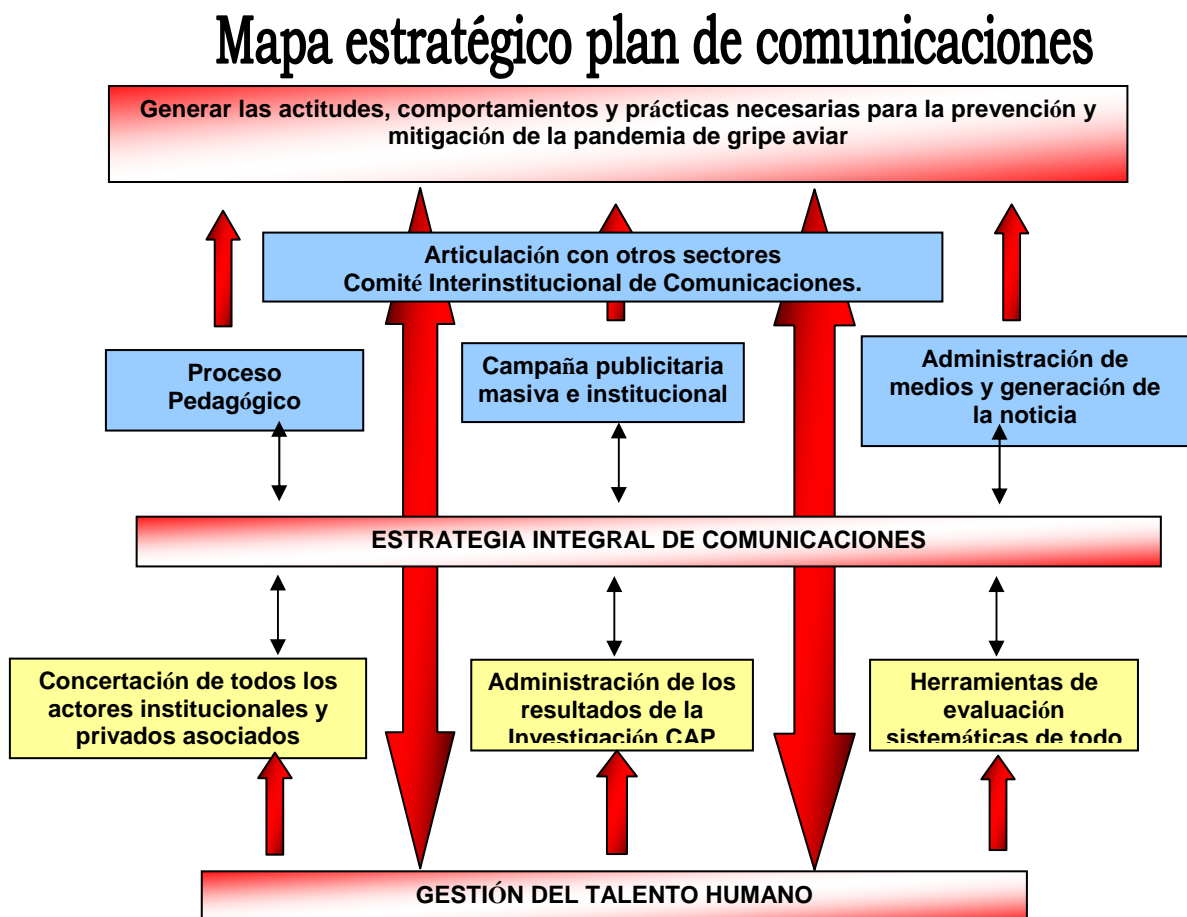 Mapa estratégico plan de comunicaciones
Generar las actitudes, comportamientos y prácticas necesarias para la prevención y
mitigación de la pandemia de gripe aviar
Articulación con otros sectores
Comité Interinstitucional de Comunicaciones.
Proceso
Pedagógico
Campaña publicitaria
masiva e institucional
Administración de
medios y generación de
la noticia
ESTRATEGIA INTEGRAL DE COMUNICACIONES
Concertación de todos los
actores institucionales y
privados asociados
Administración de los
resultados de la
Investigación CAP
Herramientas de
evaluación
sistemáticas de todo
GESTIÓN DEL TALENTO HUMANO